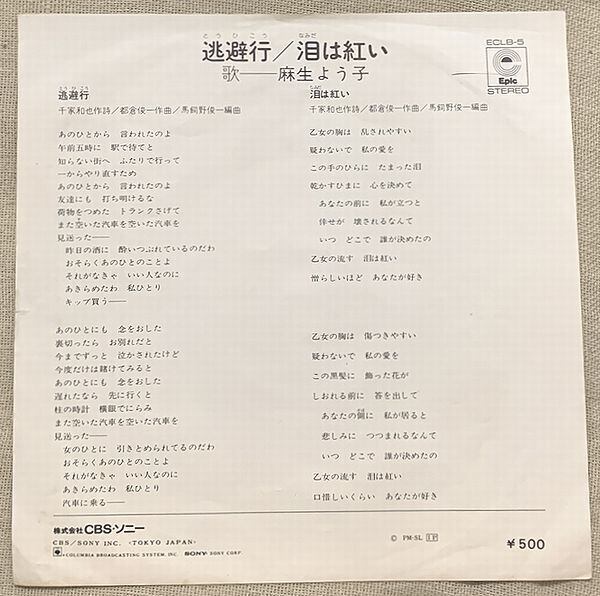 とうひこう なみだ
逃避行／泪は紅い
歌──麻生よう子
ECLB-5
Epic
STEREO
とうひこう
逃避行
千家和也作詩／都倉俊一作曲／馬飼野俊一編曲
あのひとから 言われたのよ
午前五時に 駅で待てと
知らない街へ ふたりで行って
一からやり直すため
あのひとから 言われたのよ
友達にも 打ち明けるな
荷物をつめた トランクさげて
また空いた汽車を空いた汽車を
見送った──
昨日の酒に 酔いつぶれているのだわ
おそらくあのひとのことよ
それがなきゃ いい人なのに
あきらめたわ 私ひとり
キップ買う──
あのひとにも 念をおした
裏切ったら お別れだと
今までずっと 泣かされたけど
今度だけは賭けてみると
あのひとにも 念をおした
遅れたなら 先に行くと
柱の時計 横眼でにらみ
また空いた汽車を空いた汽車を
見送った──
女のひとに 引きとめられてるのだわ
おそらくあのひとのことよ
それがなきゃ いい人なのに
あきらめたわ 私ひとり
汽車に乗る──
泪は紅い
千家和也作詩／都倉俊一作曲／馬飼野俊一編曲
乙女の胸は 乱されやすい
疑わないで 私の愛を
この手のひらに たまった泪
乾かすひまに 心を決めて
あなたの前に 私が立つと
倖せが 壊されるなんて
いつ どこで 誰が決めたの
乙女の流す 泪は紅い
憎らしいほど あなたが好き
乙女の胸は 傷つきやすい
疑わないで 私の愛を
この黒髪に 飾った花が
しおれる前に 答を出して
あなたの側に 私が居ると
悲しみに つつまれるなんて
いつ どこで 誰が決めたの
乙女の流す 泪は紅い
口惜しいくらい あなたが好き
株式会社CBS・ソニー
CBS/SONY INC. <TOKYO JAPAN>
COLUMBIA BROADCASTING SYSTEM, INC. SONY: SONY CORP.
© PM-SL EP
¥500